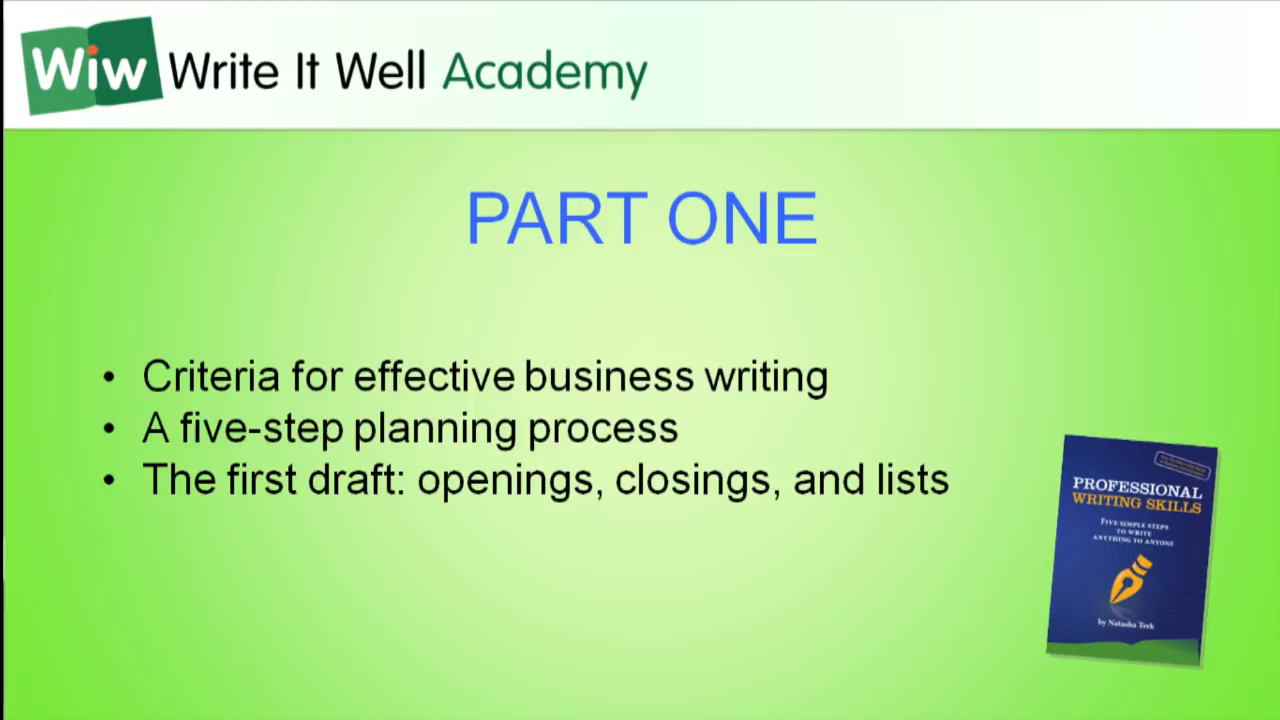 Wiw Write It Well Academy
PART ONE
• Criteria for effective business writing
• A five-step planning process
• The first draft: openings, closings, and lists
PROFESSIONAL
WRITING SKILLS
FIVE SIMPLE STEPS
TO WRITE
ANYTHING TO ANYONE
by Natasha Terk